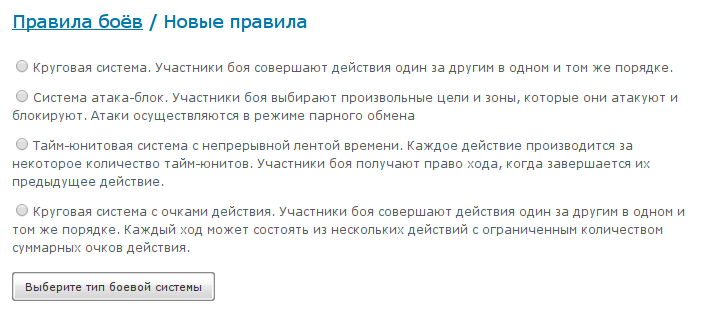 Правила боёв / Новые правила
Круговая система. Участники боя совершают действия один за другим в одном и том же порядке.
Система атака-блок. Участники боя выбирают произвольные цели и зоны, которые они атакуют и
блокируют. Атаки осуществляются в режиме парного обмена
Тайм-юнитовая система с непрерывной лентой времени. Каждое действие производится за
некоторое количество тайм-юнитов. Участники боя получают право хода, когда завершается их
предыдущее действие.
Круговая система с очками действия. Участники боя совершают действия один за другим в одном и
том же порядке. Каждый ход может состоять из нескольких действий с ограниченным количеством
суммарных очков действия.
Выберите тип боевой системы